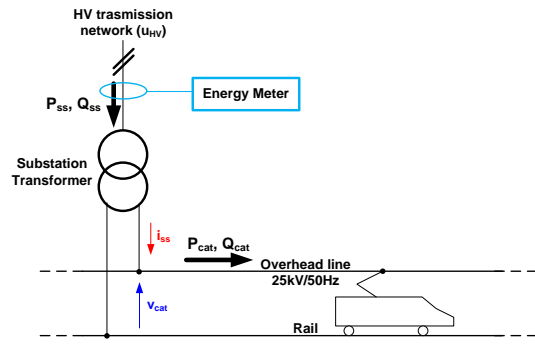 HV trasmission
network (uHV)
Energy Meter
Pss, Qss
Substation
Transformer
iss
Pcat, Qcat
Overhead line
25kV/50Hz
vcat
Rail